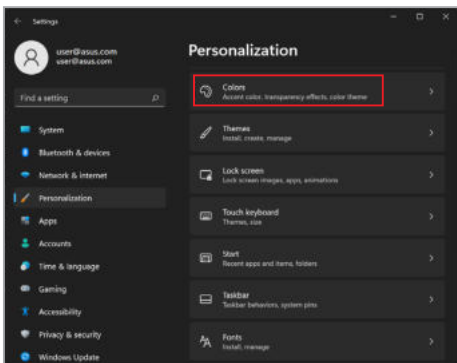 Settings
user@asus.com
user@asus.com
Find a setting
System
Bluetooth & devices
Network & internet
Personalization
Apps
Accounts
Time & language
Gaming
Accessibility
Privacy & security
Windows Update
Personalization
Colors
Accent color, transparency effects, color theme
Themes
Install, create, manage
Lock screen
Lock screen images, apps, animations
Touch keyboard
Themes, size
Start
Recent apps and items, folders
Taskbar
Taskbar behaviors, system pins
Fonts
Install, manage